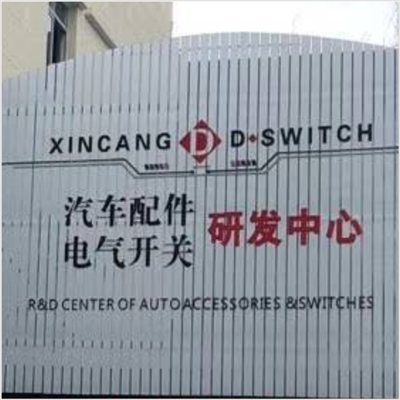 XINCANG D D·SWITCH
汽车配件
电气开关
研发中心
R&D CENTER OF AUTO ACCESSORIES & SWITCHES